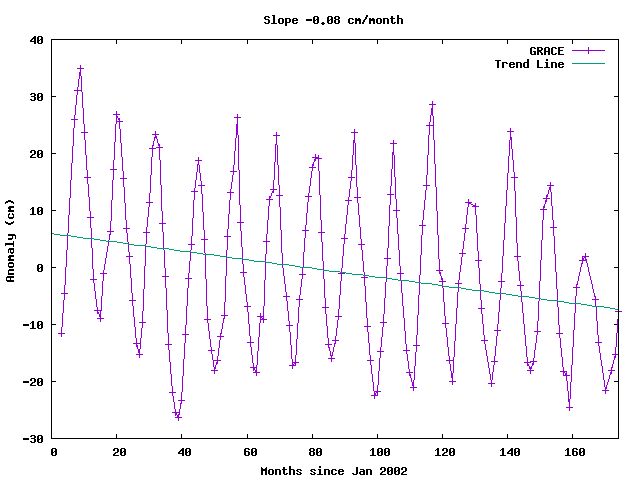 Slope -0.08 cm/month
GRACE
Trend Line
40
30
20
10
0
-10
-20
-30
Anomaly (cm)
0 20 40 60 80 100 120 140 160
Months since Jan 2002